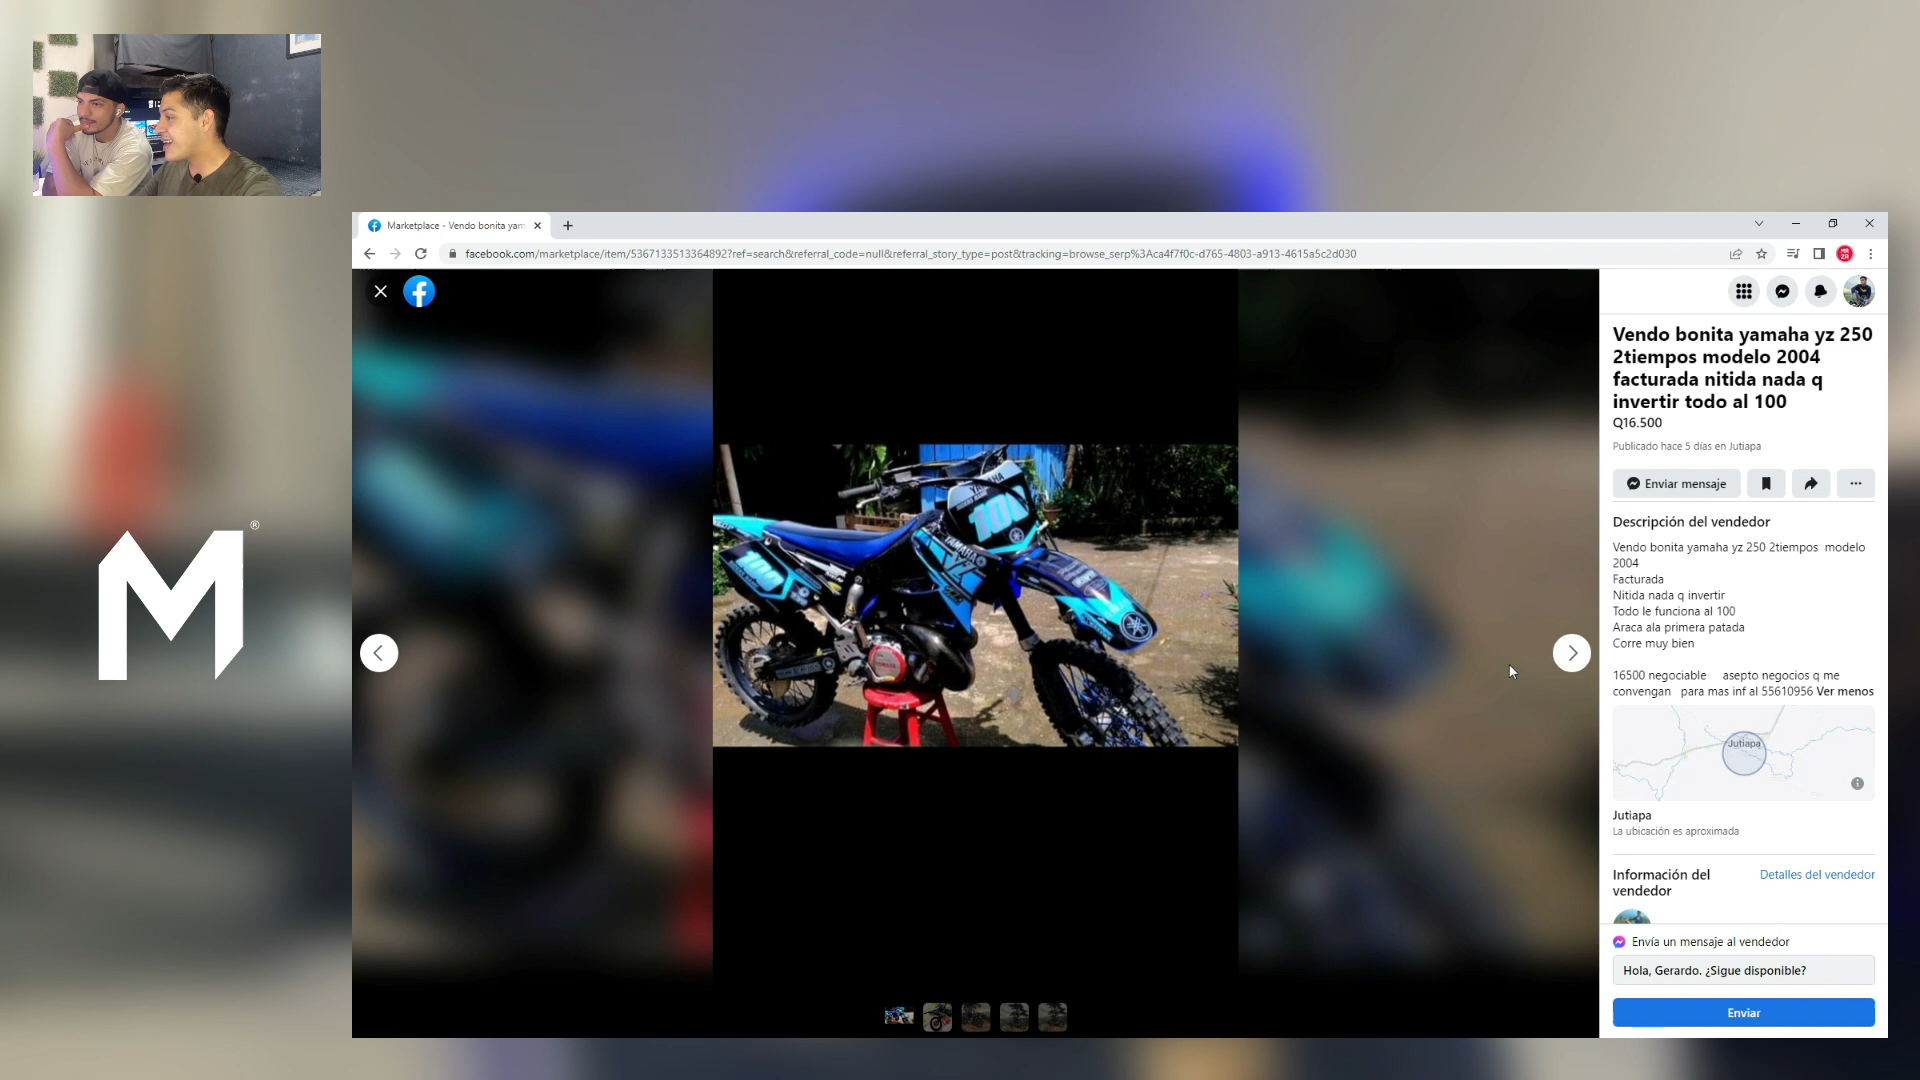 Marketplace - Vendo bonita yam
facebook.com/marketplace/item/5367133513364892?ref=search&referral_code=null&referral_story_type=post&tracking=browse_serp%3Aca4f7f0c-d765-4803-a913-4615a5c2d030
Vendo bonita yamaha yz 250
2tiempos modelo 2004
facturada nitida nada q
invertir todo al 100
Q16.500
Publicado hace 5 días en Jutiapa
Enviar mensaje
Descripción del vendedor
Vendo bonita yamaha yz 250 2tiempos modelo
2004
Facturada
Nitida nada q invertir
Todo le funciona al 100
Araca ala primera patada
Corre muy bien
16500 negociable asepto negocios q me
convengan para mas inf al 55610956 Ver menos
Jutiapa
Jutiapa
La ubicación es aproximada
Información del
vendedor
Detalles del vendedor
Envía un mensaje al vendedor
Hola, Gerardo. ¿Sigue disponible?
Enviar
YAMAHA
100
YAMAHA
100
M®